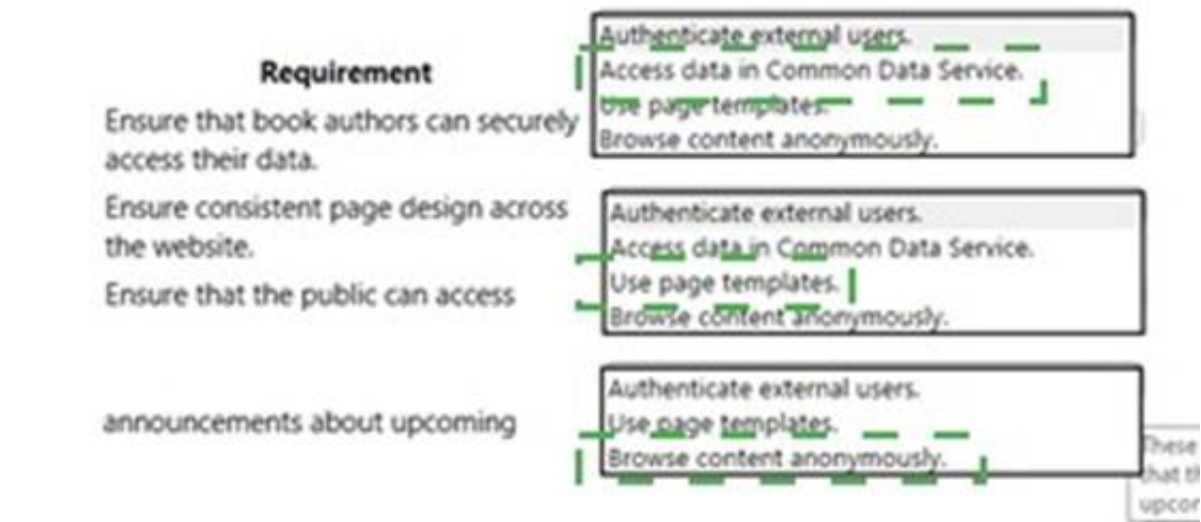 Requirement
Ensure that book authors can securely
access their data.
Ensure consistent page design across
the website.
Ensure that the public can access
announcements about upcoming
Authenticate external users.
Access data in Common Data Service.
Use page templates.
Browse content anonymously.
Authenticate external users.
Access data in Common Data Service.
Use page templates.
Browse content anonymously.
Authenticate external users.
Use page templates.
Browse content anonymously.
These
that th
upcor